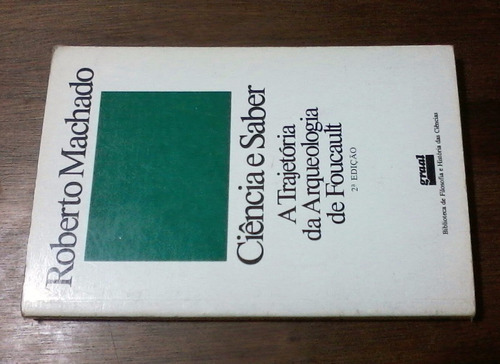 Roberto Machado
Ciência e Saber
A Trajetória
da Arqueologia
de Foucault
2ª EDIÇÃO
graal
Biblioteca de Filosofia e História das Ciências